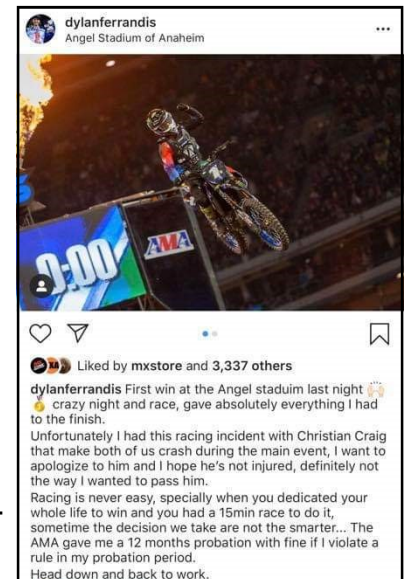 dylanferrandis
Angel Stadium of Anaheim
0:00
AMA
Liked by mxstore and 3,337 others
dylanferrandis First win at the Angel staduim last night 🙌🏻
🥇 crazy night and race, gave absolutely everything I had
to the finish.
Unfortunately I had this racing incident with Christian Craig
that make both of us crash during the main event, I want to
apologize to him and I hope he's not injured, definitely not
the way I wanted to pass him.
Racing is never easy, specially when you dedicated your
whole life to win and you had a 15min race to do it,
sometime the decision we take are not the smarter... The
AMA gave me a 12 months probation with fine if I violate a
rule in my probation period.
Head down and back to work.